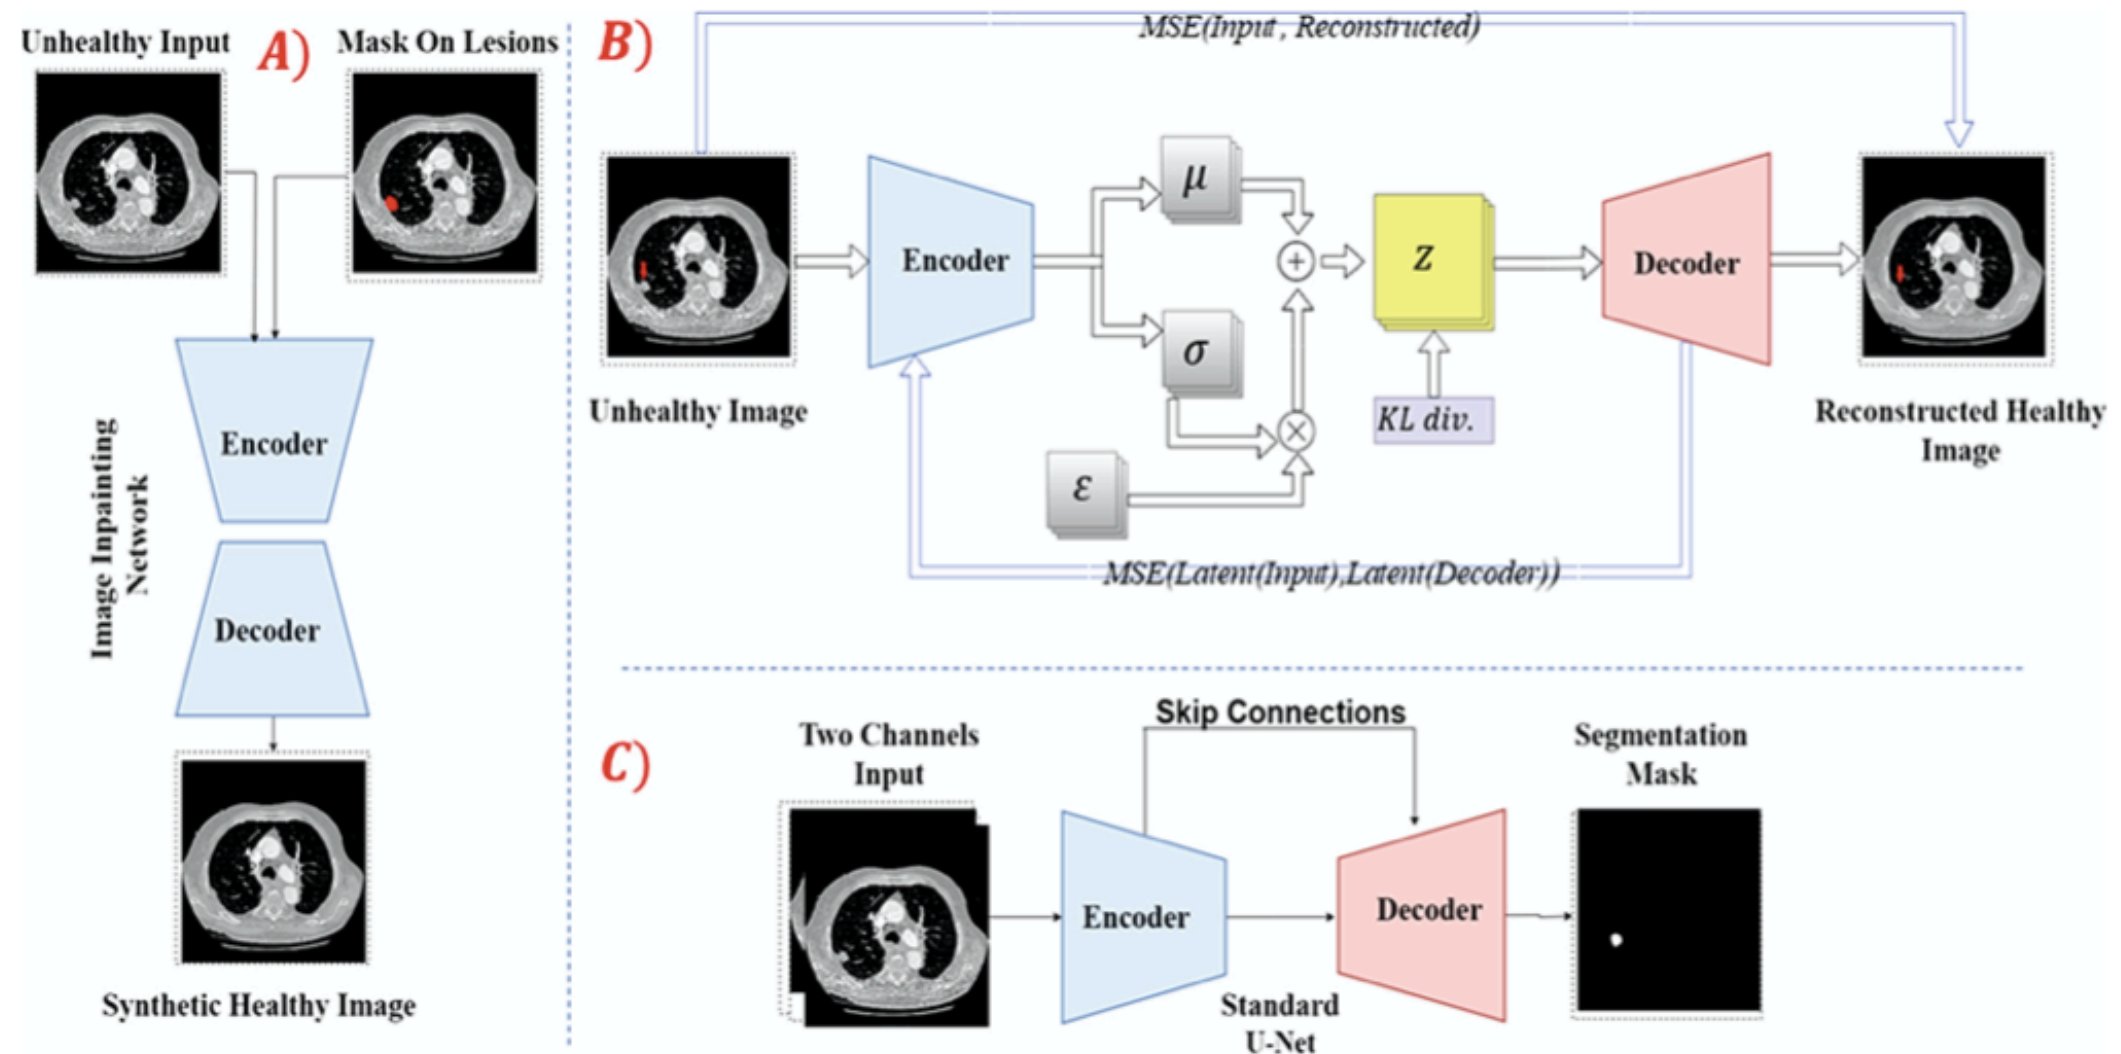 Unhealthy Input
A)
Mask On Lesions
Image Inpainting
Network
Encoder
Decoder
Synthetic Healthy Image
B)
MSE(Input , Reconstructed)
Unhealthy Image
Encoder
μ
σ
ε
+
×
Z
KL div.
Decoder
Reconstructed Healthy
Image
MSE(Latent(Input),Latent(Decoder))
C)
Two Channels
Input
Skip Connections
Encoder
Decoder
Standard
U-Net
Segmentation
Mask